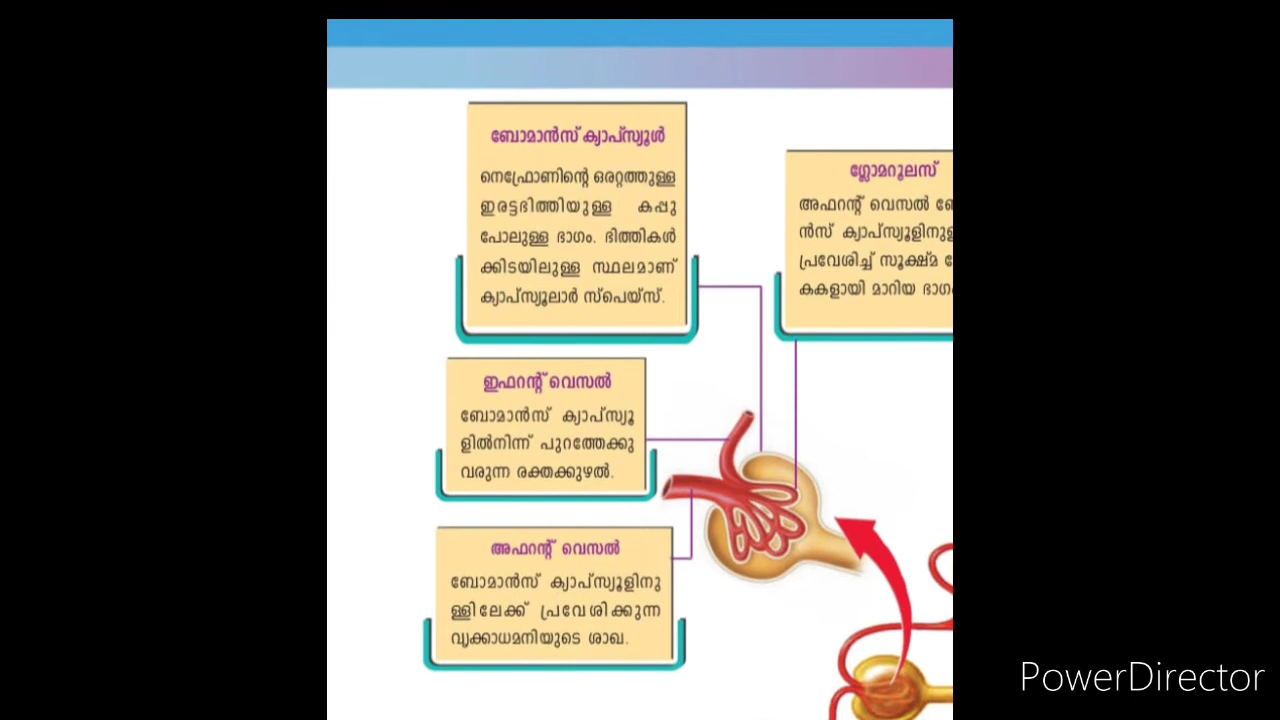 ബോമാൻസ് ക്യാപ്സ്യൂൾ
നെഫ്രോണിന്റെ ഒരറ്റത്തുള്ള
ഇരട്ടഭിത്തിയുള്ള കപ്പു
പോലുള്ള ഭാഗം. ഭിത്തികൾ
ക്കിടയിലുള്ള സ്ഥലമാണ്
ക്യാപ്സ്യൂലാർ സ്പെയ്സ്.
ഗ്ലോമറൂലസ്
അഫറന്റ് വെസൽ
ൻസ് ക്യാപ്സ്യൂളിനു
പ്രവേശിച്ച് സൂക്ഷ്മ
കകളായി മാറിയ ഭാഗം
ഇഫറന്റ് വെസൽ
ബോമാൻസ് ക്യാപ്സ്യൂ
ളിൽനിന്ന് പുറത്തേക്കു
വരുന്ന രക്തക്കുഴൽ.
അഫറന്റ് വെസൽ
ബോമാൻസ് ക്യാപ്സ്യൂളിനു
ള്ളിലേക്ക് പ്രവേശിക്കുന്ന
വൃക്കാധമനിയുടെ ശാഖ.
PowerDirector